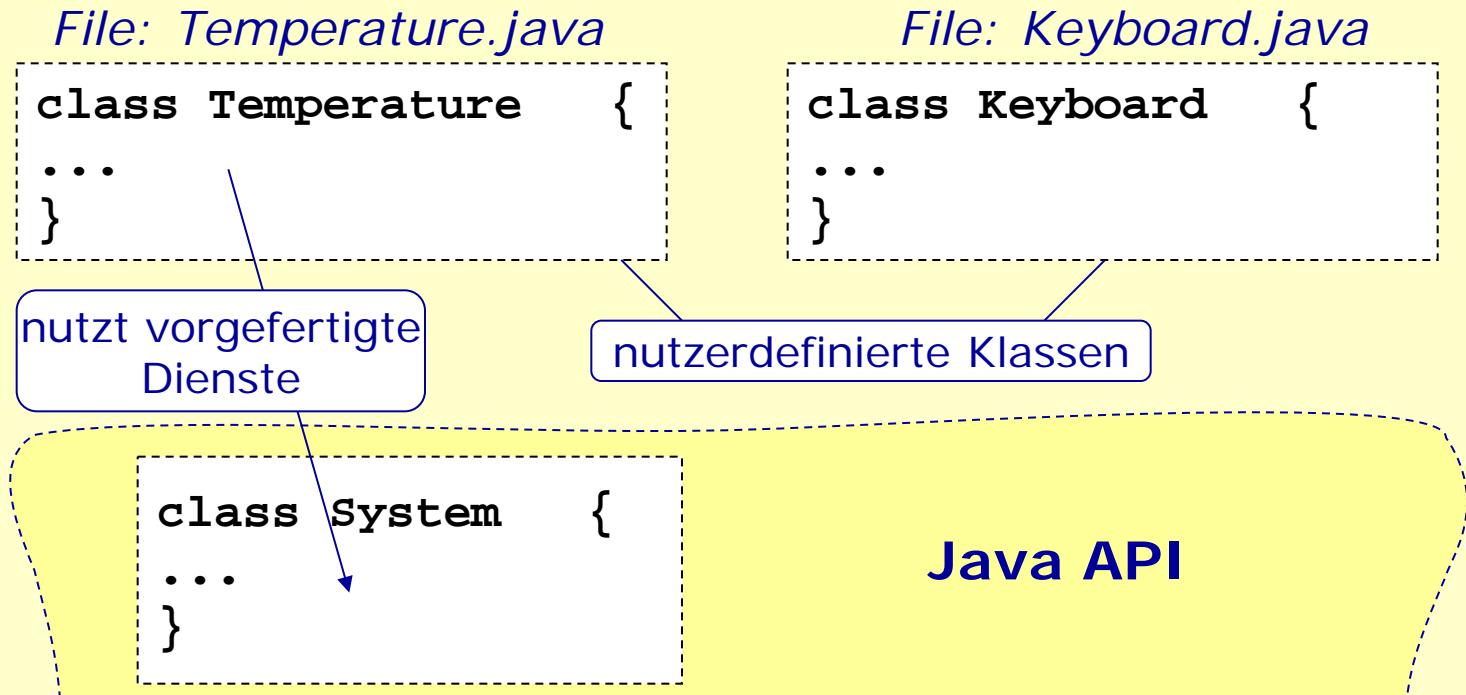 File: Temperature.java
class Temperature {
...
}
File: Keyboard.java
class Keyboard {
...
}
nutzt vorgefertigte
Dienste
nutzerdefinierte Klassen
class System {
...
}
Java API